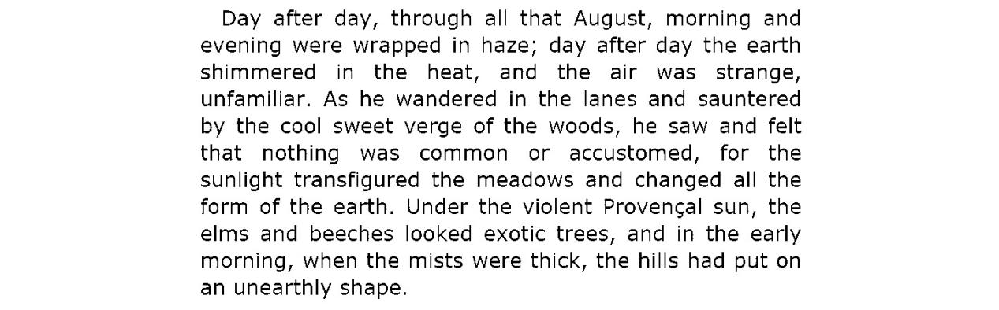 Day after day, through all that August, morning and
evening were wrapped in haze; day after day the earth
shimmered in the heat, and the air was strange,
unfamiliar. As he wandered in the lanes and sauntered
by the cool sweet verge of the woods, he saw and felt
that nothing was common or accustomed, for the
sunlight transfigured the meadows and changed all the
form of the earth. Under the violent Provençal sun, the
elms and beeches looked exotic trees, and in the early
morning, when the mists were thick, the hills had put on
an unearthly shape.